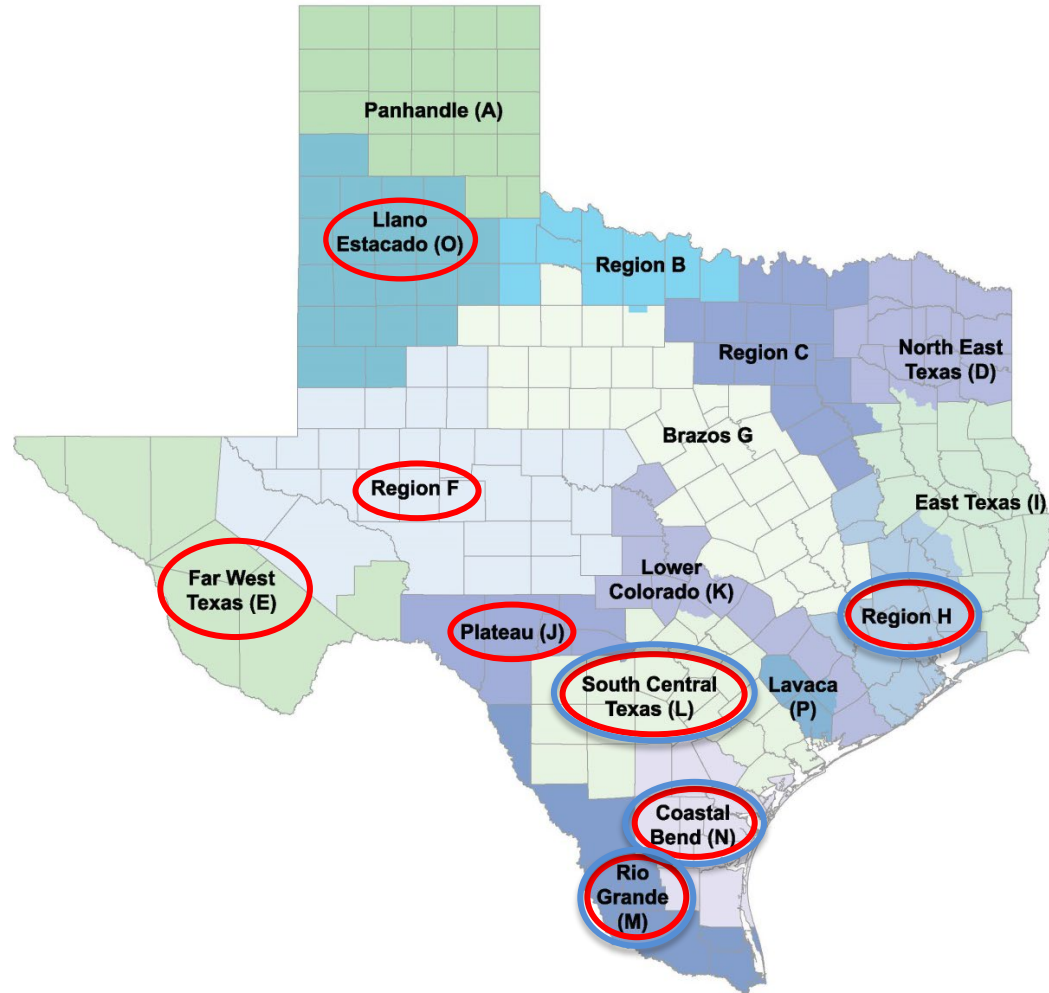 Panhandle (A)
Llano
Estacado (O)
Region B
Region C
North East
Texas (D)
Brazos G
Region F
East Texas (I)
Far West
Texas (E)
Lower
Colorado (K)
Region H
Plateau (J)
South Central
Texas (L)
Lavaca
(P)
Coastal
Bend (N)
Rio
Grande
(M)